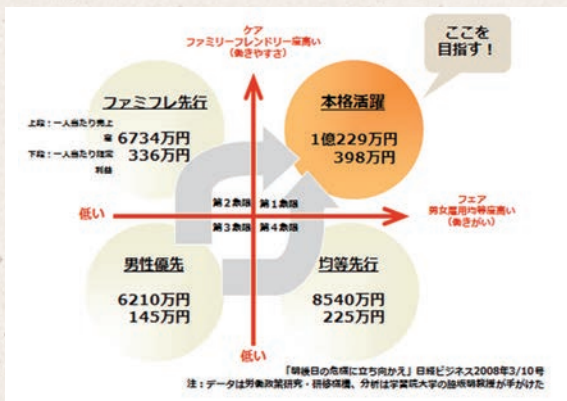 ケア
ファミリーフレンドリー度高い
(働きやすさ)
ここを
目指す！
ファミフレ先行
上段：一人当たり売上
高
6734万円
下段：一人当たり経常
利益
336万円
本格活躍
1億229万円
398万円
低い
第2象限
第1象限
第3象限
第4象限
フェア
男女雇用均等度高い
(働きがい)
男性優先
6210万円
145万円
均等先行
8540万円
225万円
低い
「明後日の危機に立ち向かえ」日経ビジネス2008年3/10号
注：データは労働政策研究・研修機構、分析は学習院大学の脇坂明教授が手がけた